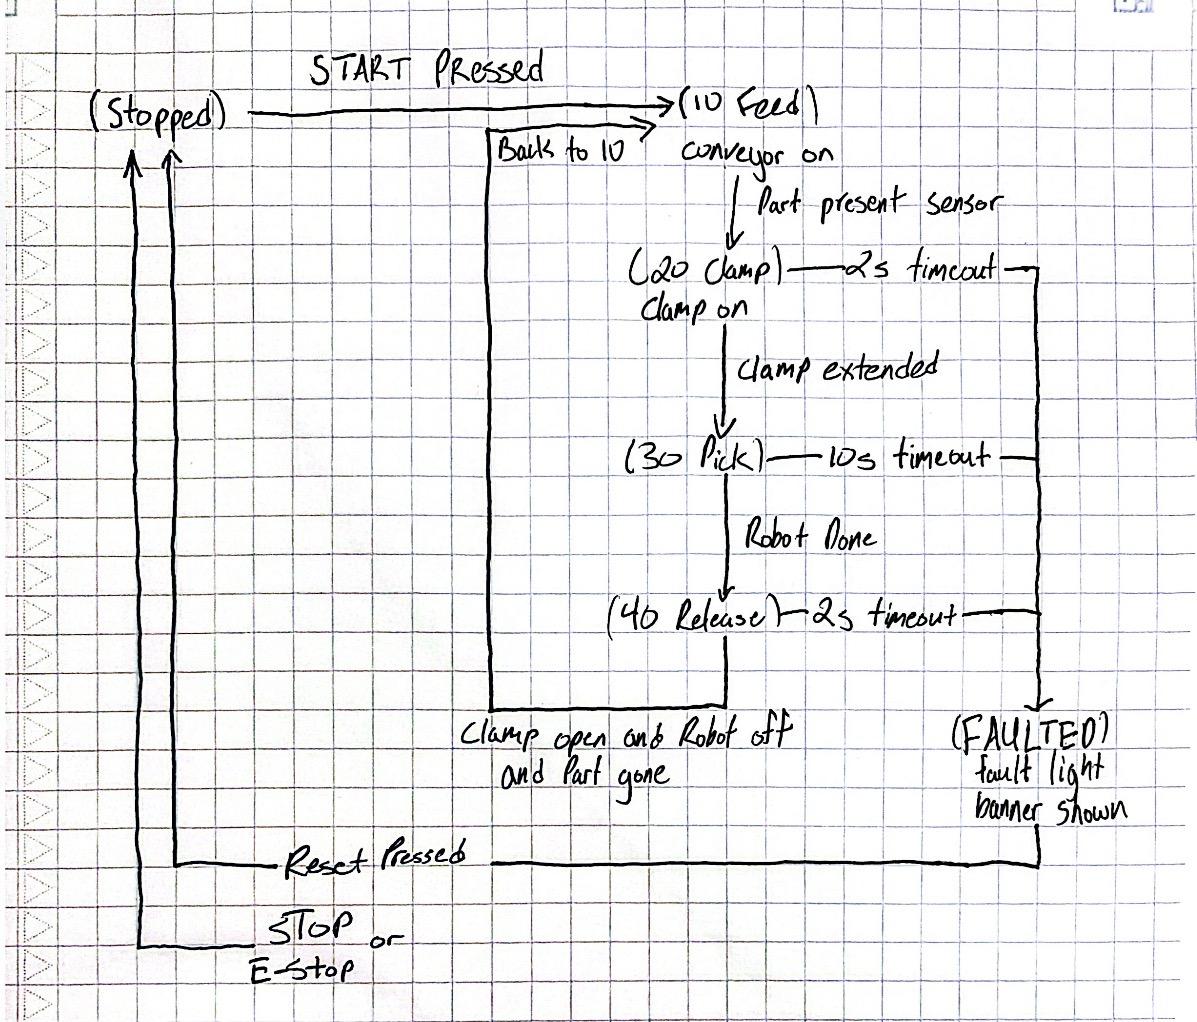 START Pressed
(Stopped)
(10 Feed)
Back to 10
conveyor on
Part present sensor
(20 Clamp)
2s timeout
Clamp on
Clamp extended
(30 Pick)
10s timeout
Robot Done
(40 Release)
2s timeout
Clamp open and Robot off
and Part gone
(FAULTED)
fault light
banner shown
Reset Pressed
STOP or
E-Stop